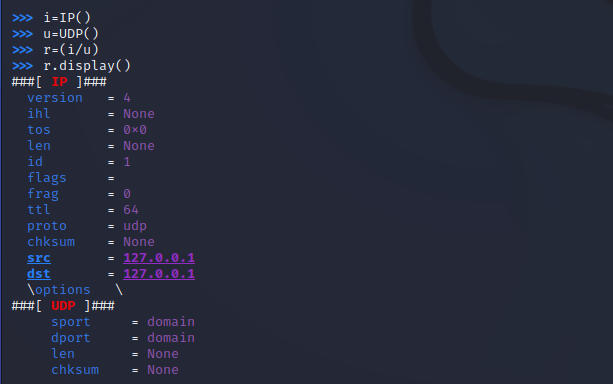 >>> i=IP()
>>> u=UDP()
>>> r=(i/u)
>>> r.display()
###[ IP ]###
  version   = 4
  ihl       = None
  tos       = 0×0
  len       = None
  id        = 1
  flags     =
  frag      = 0
  ttl       = 64
  proto     = udp
  chksum    = None
  src       = 127.0.0.1
  dst       = 127.0.0.1
  \options   \
###[ UDP ]###
     sport     = domain
     dport     = domain
     len       = None
     chksum    = None